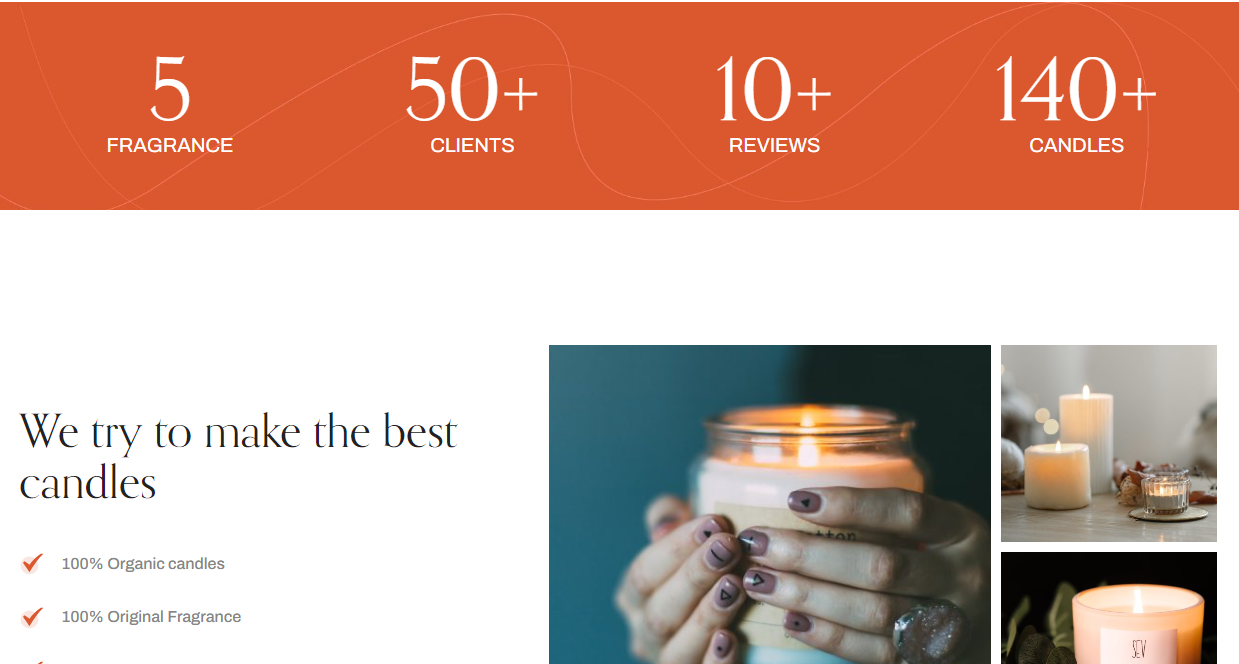 5
FRAGRANCE
50+
CLIENTS
10+
REVIEWS
140+
CANDLES
We try to make the best
candles
100% Organic candles
100% Original Fragrance
SEV